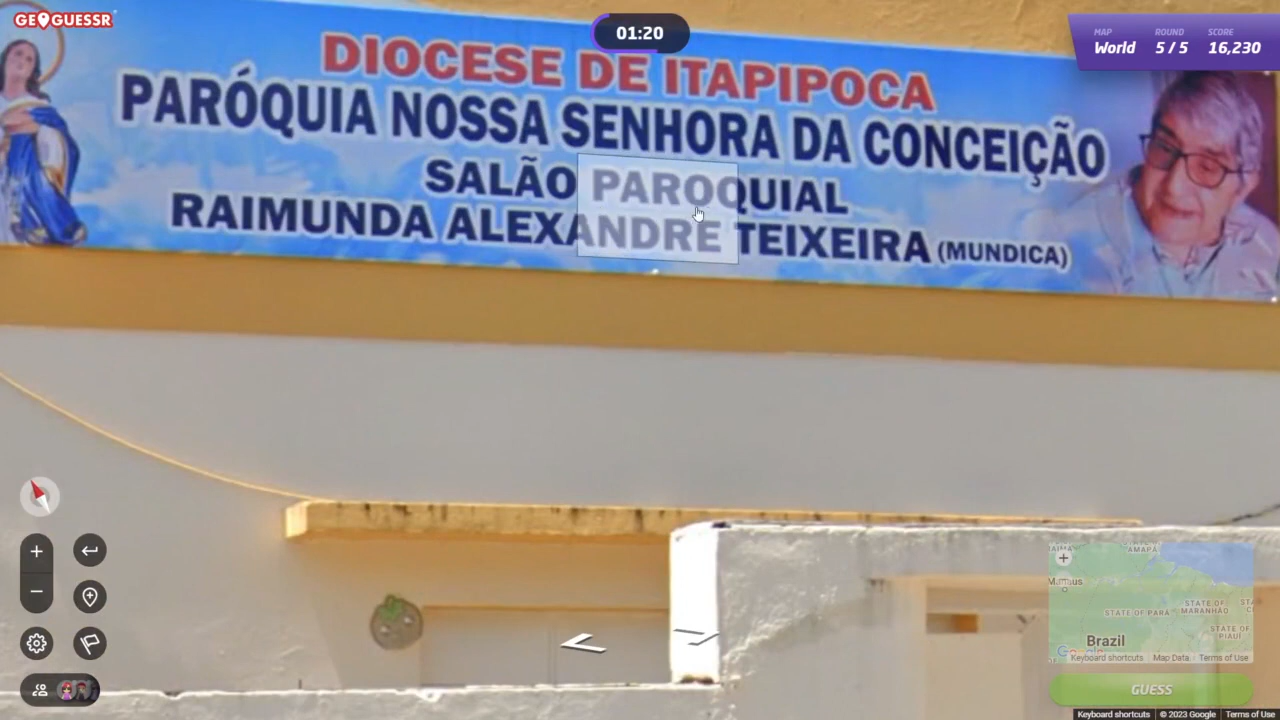 GEOGUESSR
01:20
MAP
World
ROUND
5 / 5
SCORE
16,230
DIOCESE DE ITAPIPOCA
PARÓQUIA NOSSA SENHORA DA CONCEIÇÃO
SALÃO PAROQUIAL
RAIMUNDA ALEXANDRE TEIXEIRA (MUNDICA)
AMAPÁ
STATE OF PARÁ
STATE OF MARANHÃO
STATE OF PIAUÍ
Brazil
Google
Keyboard shortcuts
Map Data
Terms of Use
GUESS
Keyboard shortcuts
© 2023 Google
Terms of Use